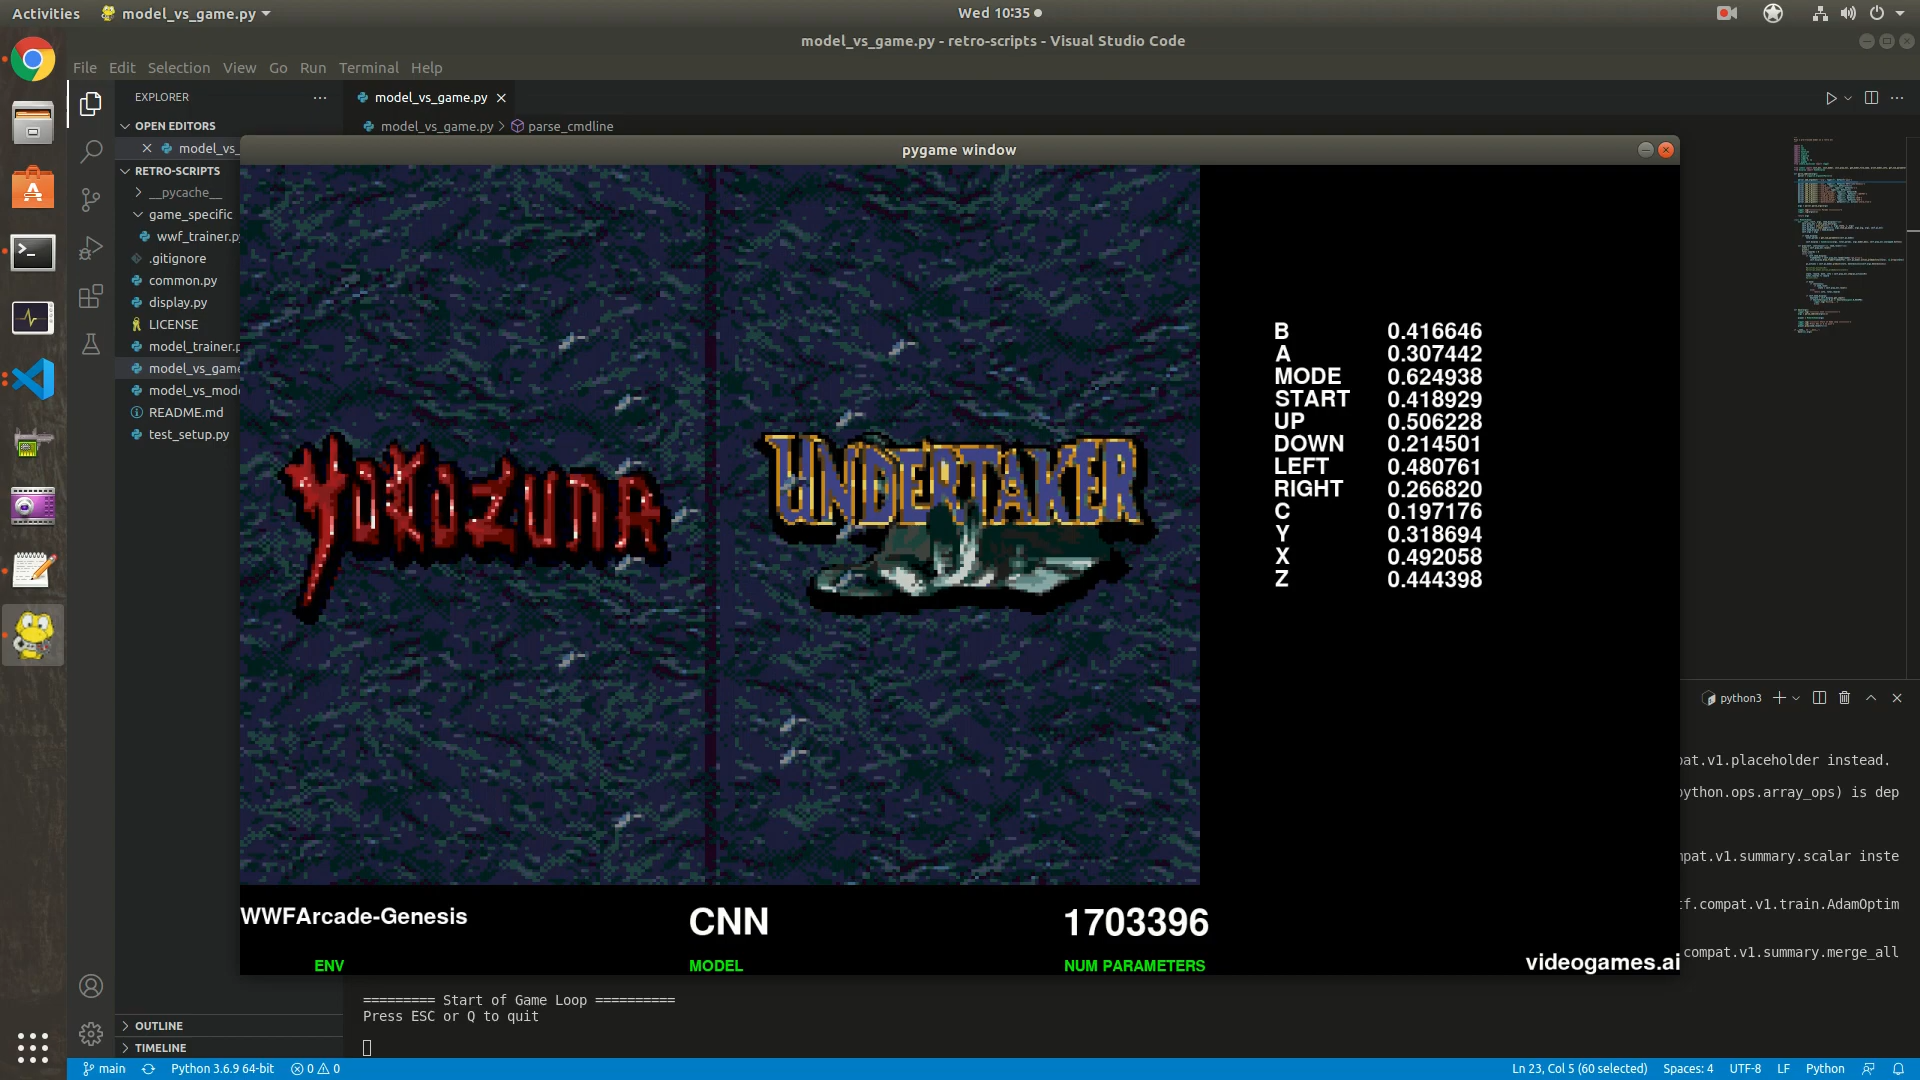 Activities
model_vs_game.py
Wed 10:35
model_vs_game.py - retro-scripts - Visual Studio Code
File Edit Selection View Go Run Terminal Help
EXPLORER
model_vs_game.py
OPEN EDITORS
model_vs_game.py > parse_cmdline
model_vs_
RETRO-SCRIPTS
__pycache__
game_specific
wwf_trainer.py
.gitignore
common.py
display.py
LICENSE
model_trainer.p
model_vs_game
model_vs_mode
README.md
test_setup.py
pygame window
YOKOZUNA
UNDERTAKER
B 0.416646
A 0.307442
MODE 0.624938
START 0.418929
UP 0.506228
DOWN 0.214501
LEFT 0.480761
RIGHT 0.266820
C 0.197176
Y 0.318694
X 0.492058
Z 0.444398
WWFArcade-Genesis
CNN
1703396
ENV
MODEL
NUM PARAMETERS
videogames.ai
python3
pat.v1.placeholder instead.
python.ops.array_ops) is dep
pat.v1.summary.scalar inste
tf.compat.v1.train.AdamOptim
compat.v1.summary.merge_all
========= Start of Game Loop ==========
Press ESC or Q to quit
OUTLINE
TIMELINE
main
Python 3.6.9 64-bit
0 0
Ln 23, Col 5 (60 selected)
Spaces: 4
UTF-8
LF
Python